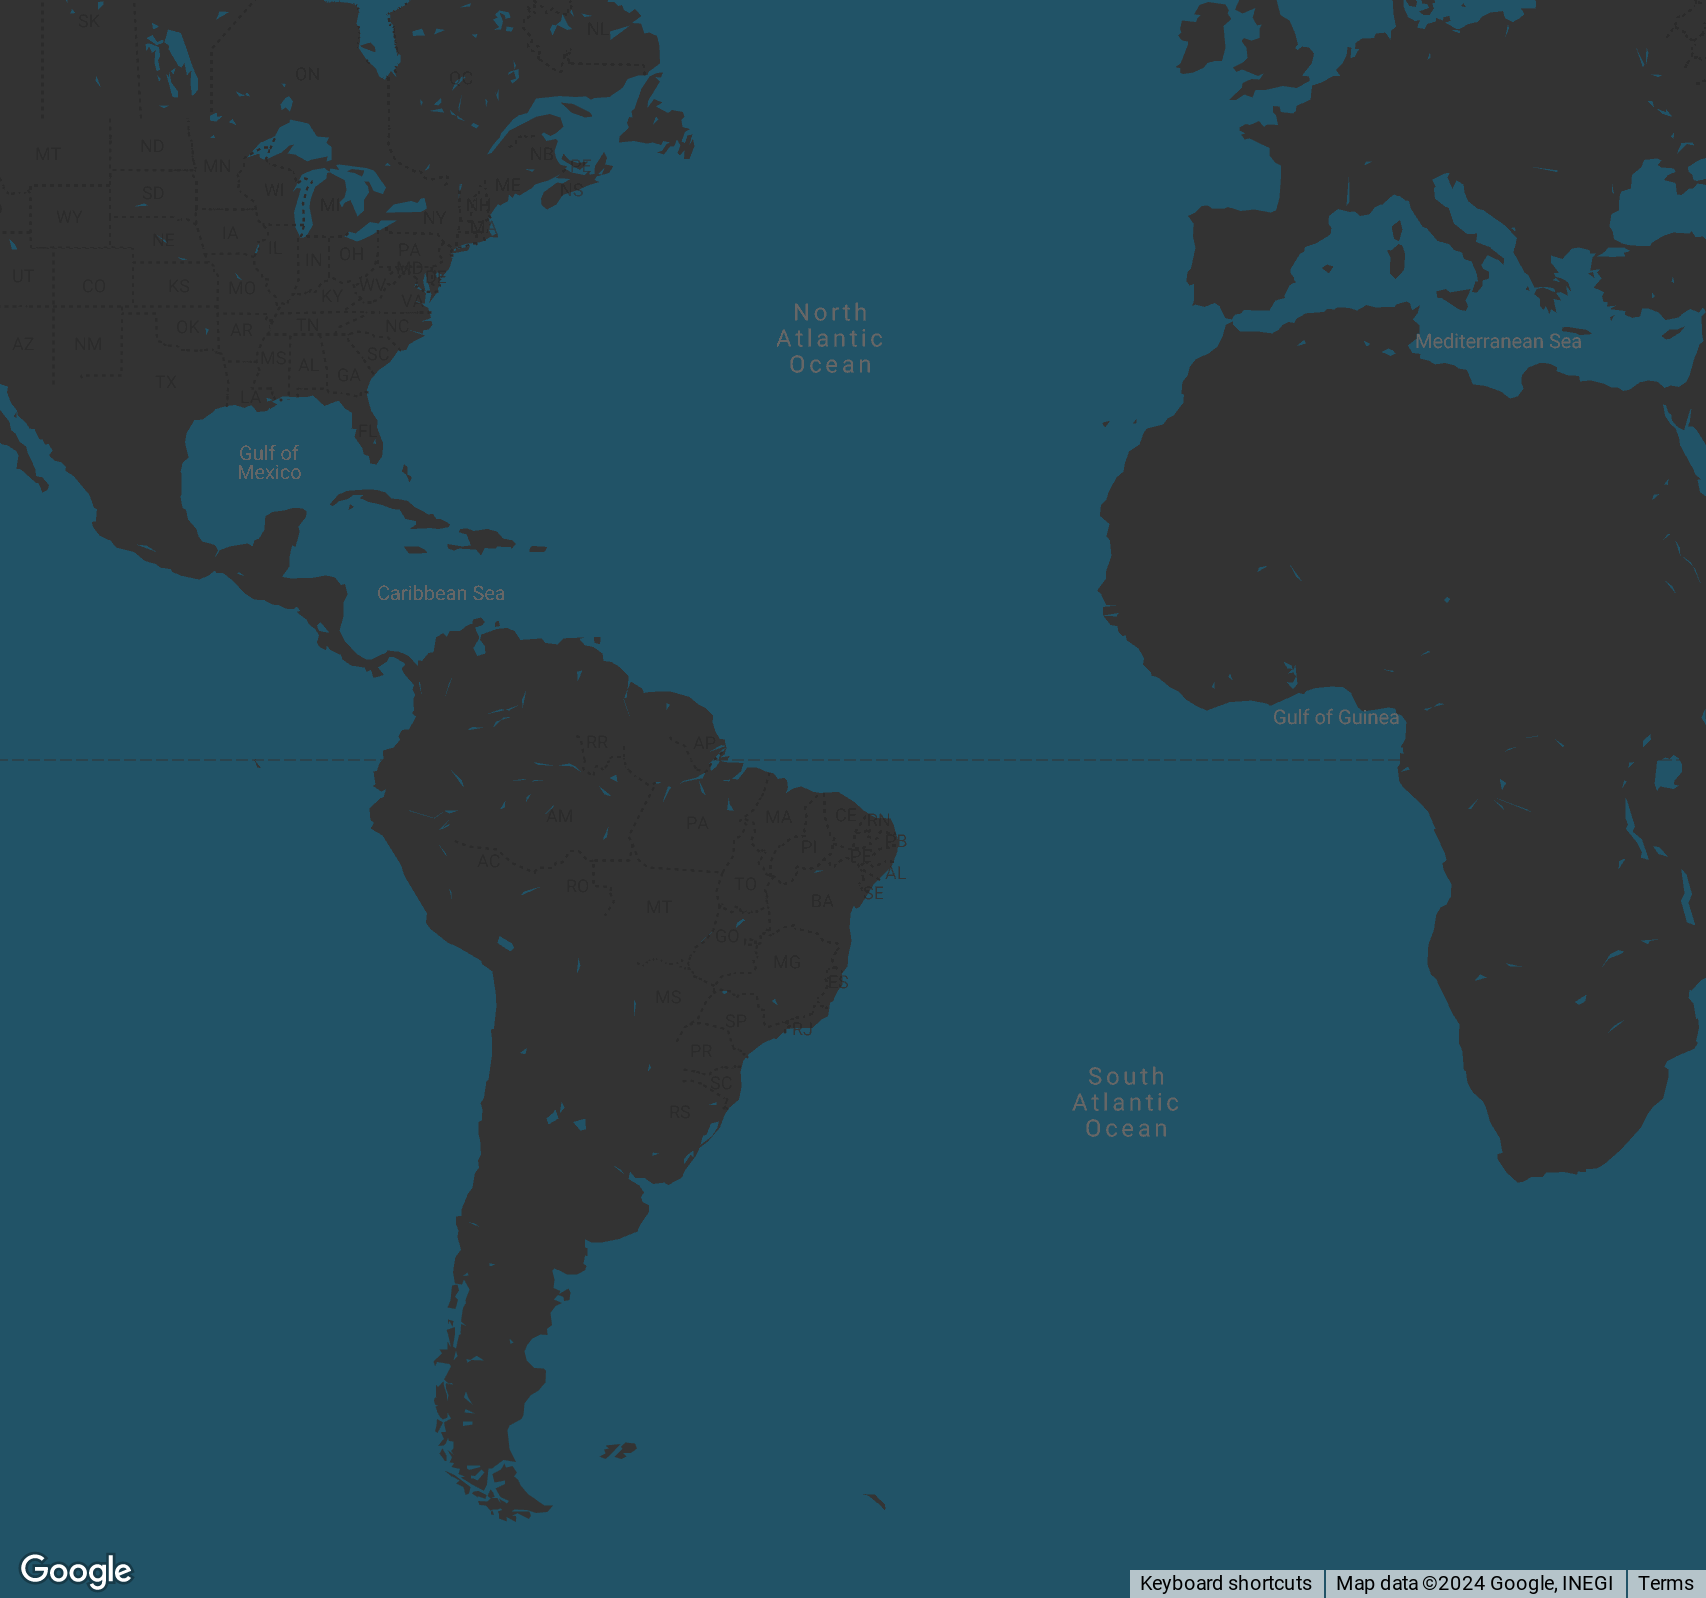 SK
NL
ON
QC
MT
ND
MN
NB
PE
SD
WI
MI
ME
NS
WY
NH
NY
MA
NE
IA
IL
IN
OH
PA
MD
DE
UT
CO
KS
MO
KY
WV
VA
AZ
NM
OK
AR
TN
NC
MS
AL
SC
GA
TX
LA
FL
North
Atlantic
Ocean
Mediterranean Sea
Gulf of
Mexico
Caribbean Sea
Gulf of Guinea
RR
AP
AM
PA
MA
CE
RN
PI
PB
PE
AC
AL
RO
TO
SE
MT
BA
GO
MG
ES
MS
SP
RJ
PR
SC
RS
South
Atlantic
Ocean
Google
Keyboard shortcuts
Map data ©2024 Google, INEGI
Terms